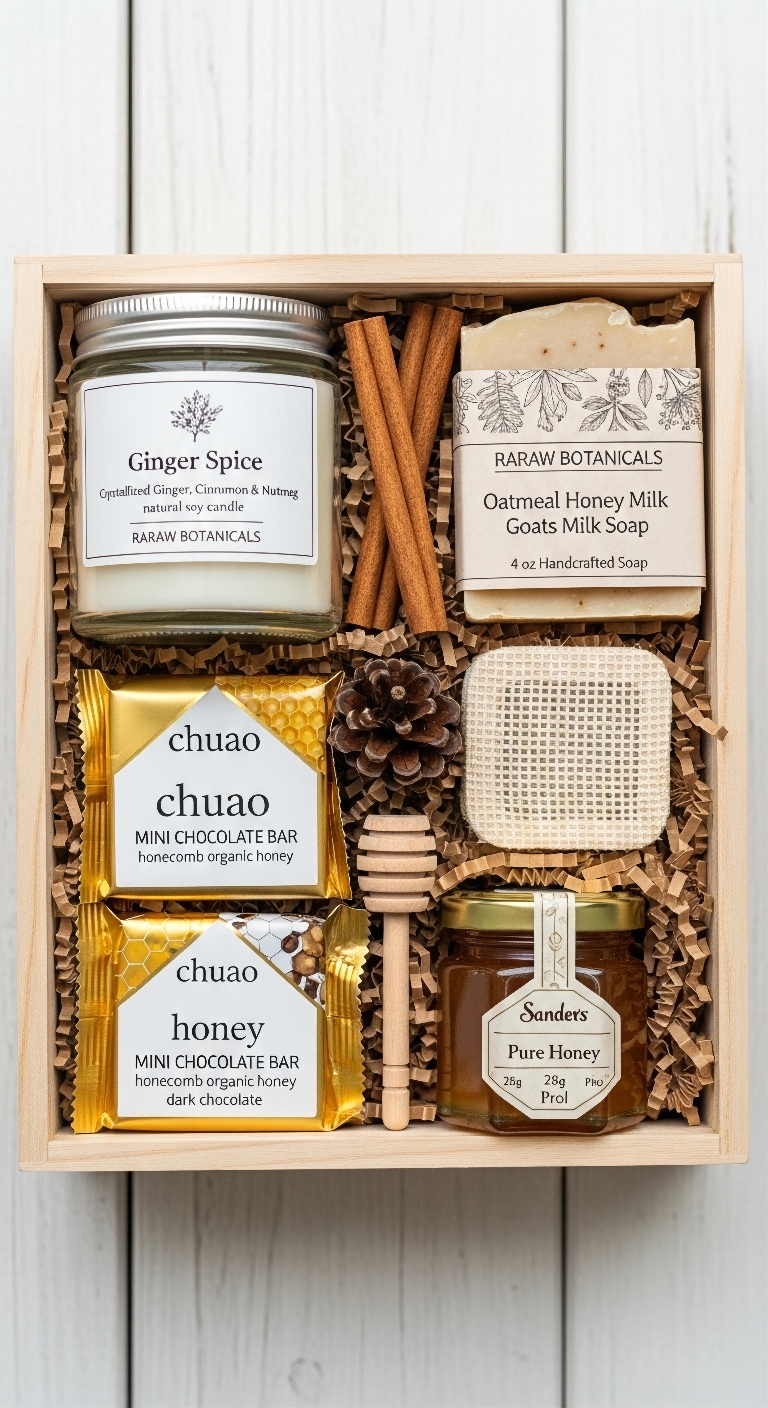 Ginger Spice
Crystallized Ginger, Cinnamon & Nutmeg
natural soy candle
RARAW BOTANICALS
RARAW BOTANICALS
Oatmeal Honey Milk
Goats Milk Soap
4 oz Handcrafted Soap
chuao
chuao
MINI CHOCOLATE BAR
honecomb organic honey
chuao
honey
MINI CHOCOLATE BAR
honecomb organic honey
dark chocolate
Sanders
Pure Honey
28g 28g PHO
Prol